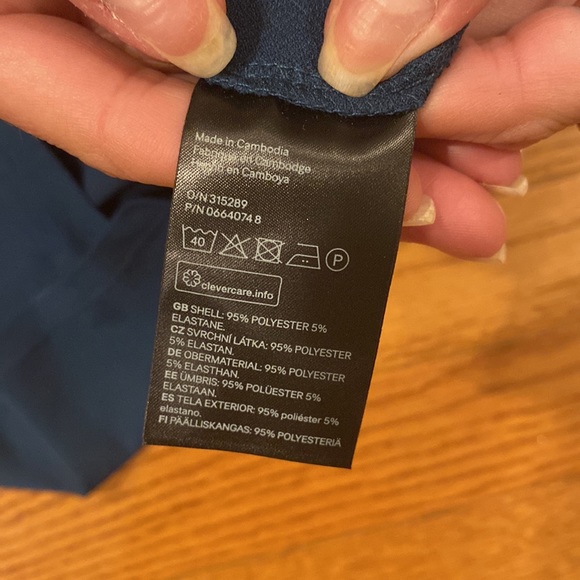 Made in Cambodia
Fabriqué en Cambodge
Hecho en Camboya
O/N 315289
P/N 0664074 8
40 P
clevercare.info
GB SHELL: 95% POLYESTER 5%
ELASTANE.
CZ SVRCHNÍ LÁTKA: 95% POLYESTER
5% ELASTAN.
DE OBERMATERIAL: 95% POLYESTER
5% ELASTHAN.
EE ÜMBRIS: 95% POLÜESTER 5%
ELASTAAN.
ES TELA EXTERIOR: 95% poliéster 5%
elastano.
FI PÄÄLLISKANGAS: 95% POLYESTERIÄ